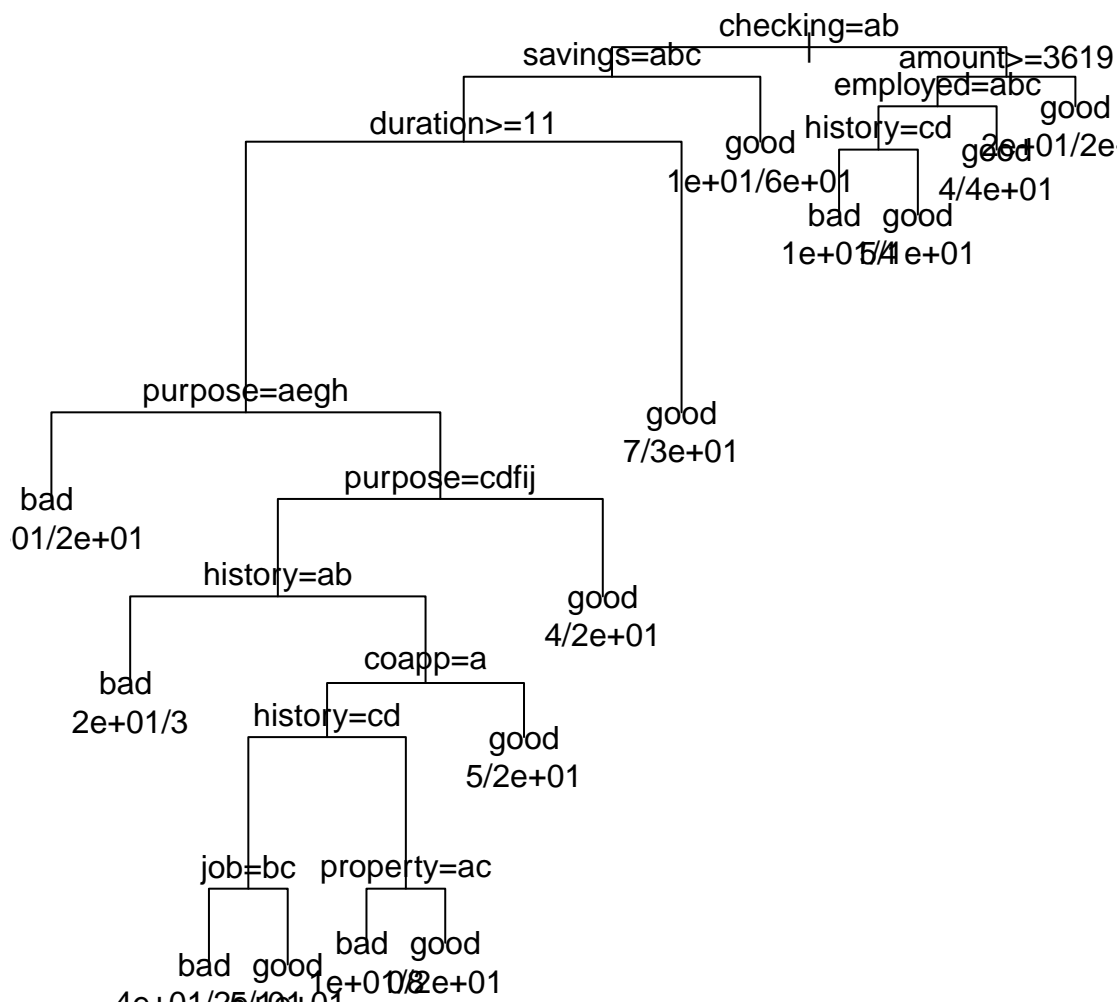 checking=ab
savings=abc
amount>=3619
employed=abc
duration>=11
history=cd
good
1e+01/6e+01
good
good
4/4e+01
bad
good
5/1e+01
purpose=aegh
good
7/3e+01
bad
01/2e+01
purpose=cdfij
history=ab
good
4/2e+01
coapp=a
bad
2e+01/3
history=cd
good
5/2e+01
job=bc
property=ac
bad
good
bad
good